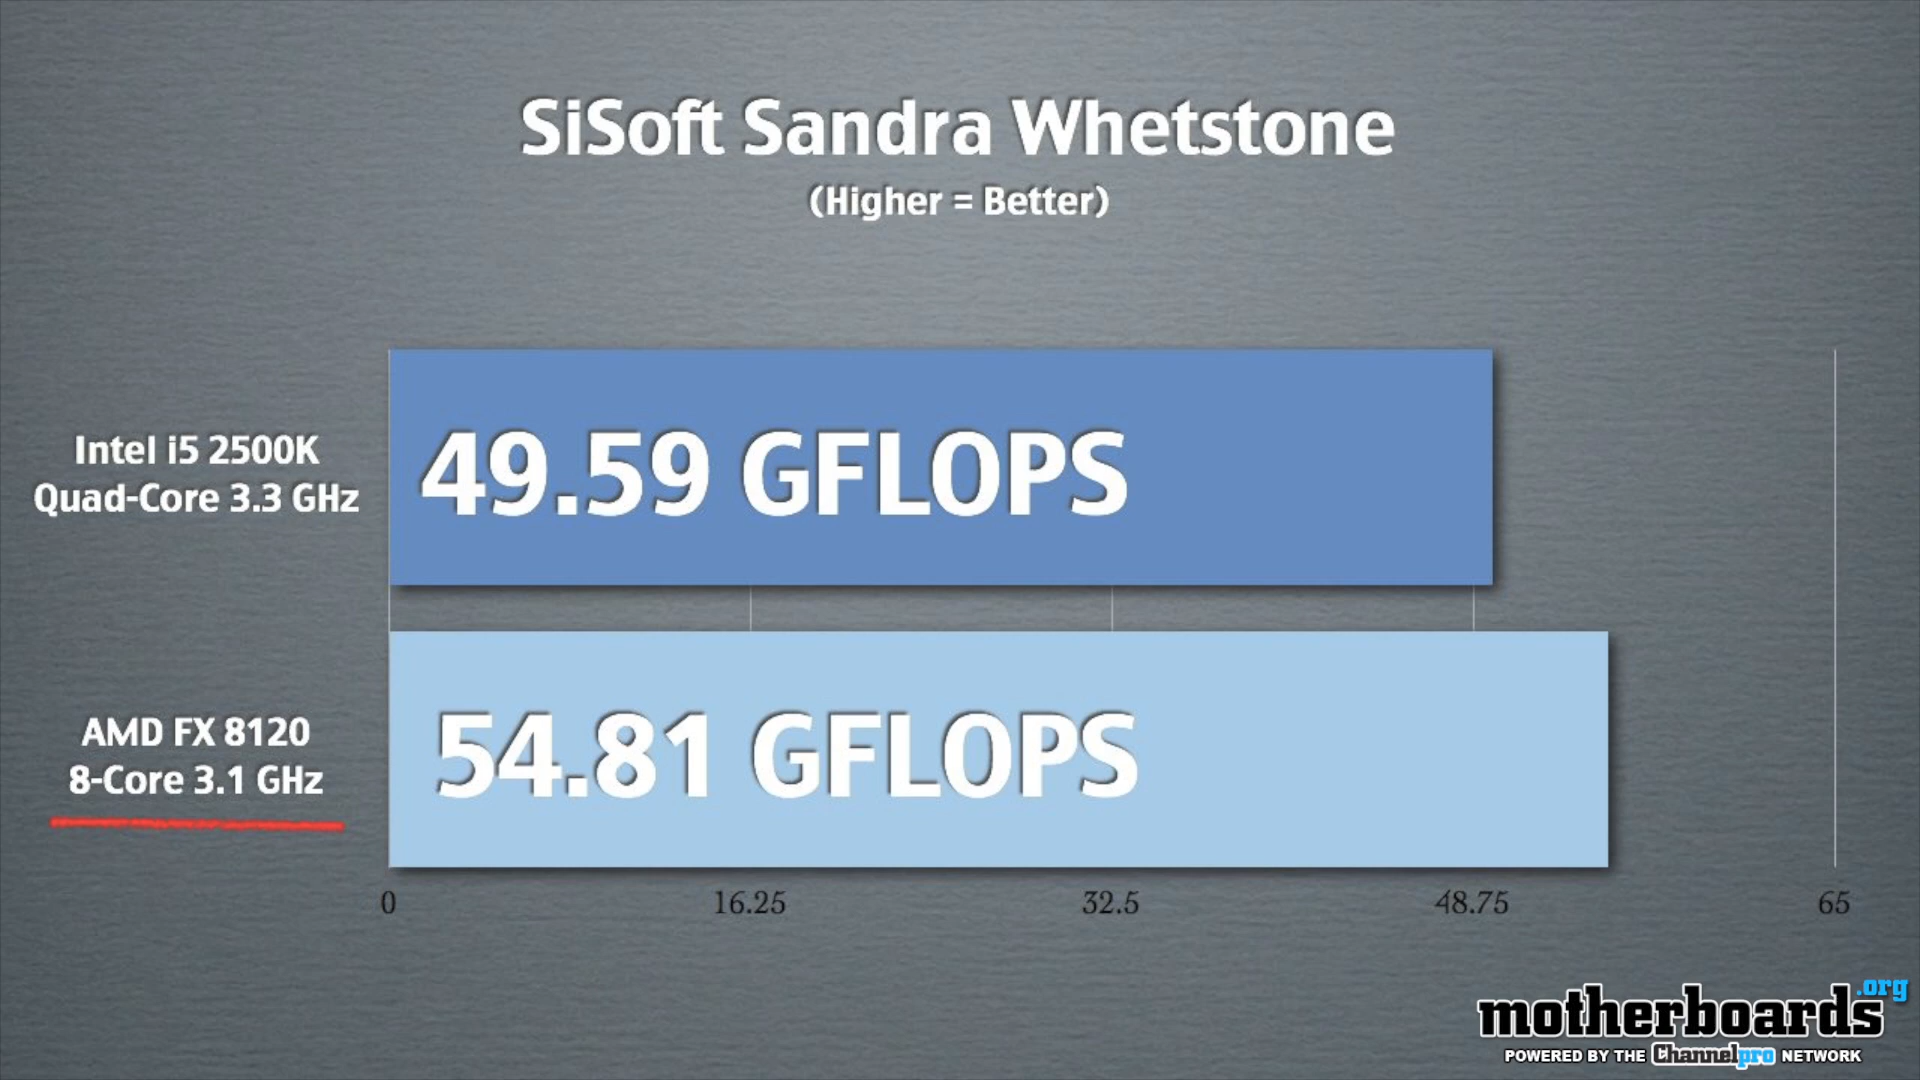 SiSoft Sandra Whetstone
(Higher = Better)
Intel i5 2500K
Quad-Core 3.3 GHz
49.59 GFLOPS
AMD FX 8120
8-Core 3.1 GHz
54.81 GFLOPS
0 16.25 32.5 48.75 65
motherboards.org
POWERED BY THE Channelpro NETWORK